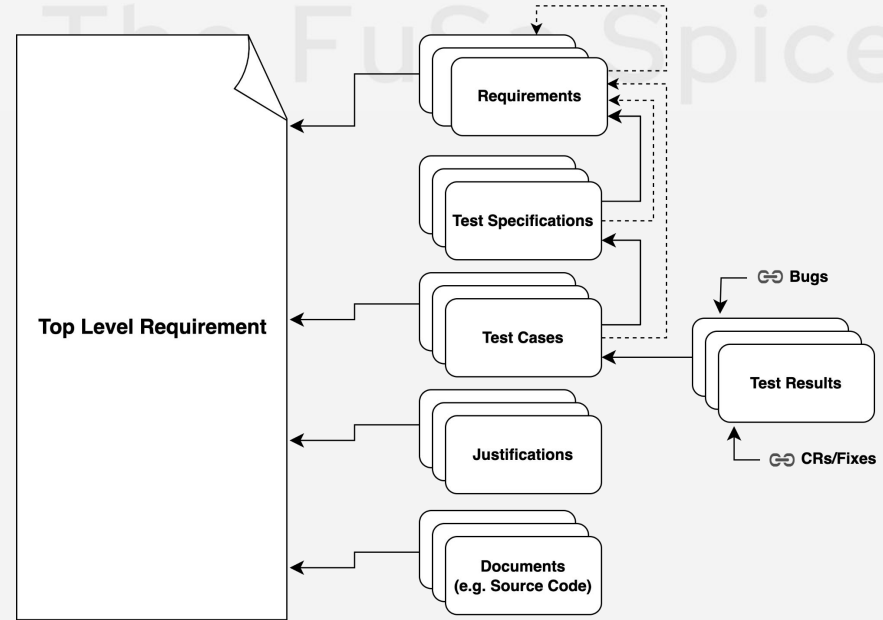 The FuSa Spice
Requirements
Test Specifications
Bugs
Top Level Requirement
Test Cases
Test Results
Justifications
CRs/Fixes
Documents
(e.g. Source Code)